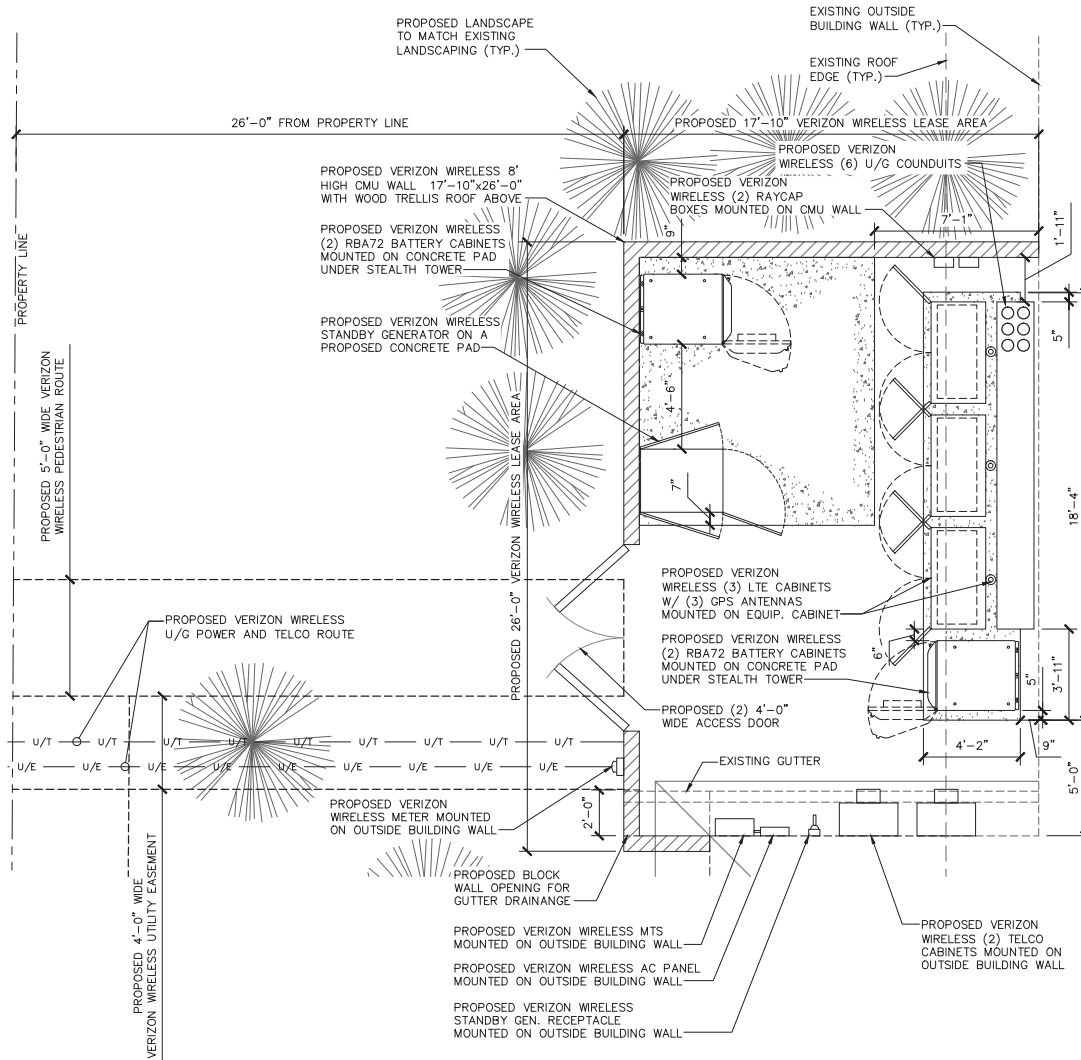 PROPOSED LANDSCAPE
TO MATCH EXISTING
LANDSCAPING (TYP.)
EXISTING OUTSIDE
BUILDING WALL (TYP.)
EXISTING ROOF
EDGE (TYP.)
26'-0" FROM PROPERTY LINE
PROPOSED 17'-10" VERIZON WIRELESS LEASE AREA
PROPOSED VERIZON
WIRELESS (6) U/G COUNDUITS
PROPOSED VERIZON WIRELESS 8'
HIGH CMU WALL 17'-10"x26'-0"
WITH WOOD TRELLIS ROOF ABOVE
PROPOSED VERIZON
WIRELESS (2) RAYCAP
BOXES MOUNTED ON CMU WALL
7'-1"
1'-11"
9"
PROPOSED VERIZON WIRELESS
(2) RBA72 BATTERY CABINETS
MOUNTED ON CONCRETE PAD
UNDER STEALTH TOWER
PROPERTY LINE
PROPOSED VERIZON WIRELESS
STANDBY GENERATOR ON A
PROPOSED CONCRETE PAD
5"
4'-6"
7"
18'-4"
PROPOSED 5'-0" WIDE VERIZON
WIRELESS PEDESTRIAN ROUTE
PROPOSED 26'-0" VERIZON WIRELESS LEASE AREA
PROPOSED VERIZON
WIRELESS (3) LTE CABINETS
W/ (3) GPS ANTENNAS
MOUNTED ON EQUIP. CABINET
PROPOSED VERIZON WIRELESS
U/G POWER AND TELCO ROUTE
PROPOSED VERIZON WIRELESS
(2) RBA72 BATTERY CABINETS
MOUNTED ON CONCRETE PAD
UNDER STEALTH TOWER
6"
5"
3'-11"
PROPOSED (2) 4'-0"
WIDE ACCESS DOOR
4'-2"
9"
5'-0"
U/T U/T U/T U/T U/T U/T U/T
U/E U/E U/E U/E U/E U/E U/E U/E
EXISTING GUTTER
PROPOSED VERIZON
WIRELESS METER MOUNTED
ON OUTSIDE BUILDING WALL
2'-0"
PROPOSED 4'-0" WIDE
VERIZON WIRELESS UTILITY EASEMENT
PROPOSED BLOCK
WALL OPENING FOR
GUTTER DRAINANGE
PROPOSED VERIZON WIRELESS MTS
MOUNTED ON OUTSIDE BUILDING WALL
PROPOSED VERIZON WIRELESS AC PANEL
MOUNTED ON OUTSIDE BUILDING WALL
PROPOSED VERIZON WIRELESS
STANDBY GEN. RECEPTACLE
MOUNTED ON OUTSIDE BUILDING WALL
PROPOSED VERIZON
WIRELESS (2) TELCO
CABINETS MOUNTED ON
OUTSIDE BUILDING WALL